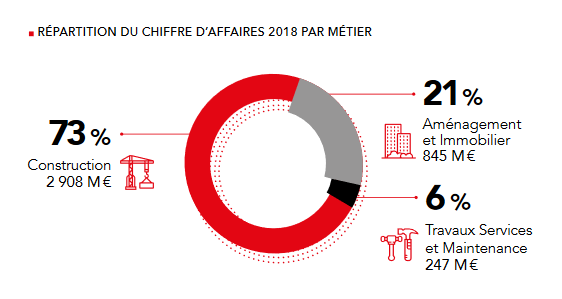 RÉPARTITION DU CHIFFRE D'AFFAIRES 2018 PAR MÉTIER
73 %
Construction
2 908 M€
21 %
Aménagement
et Immobilier
845 M€
6 %
Travaux Services
et Maintenance
247 M€